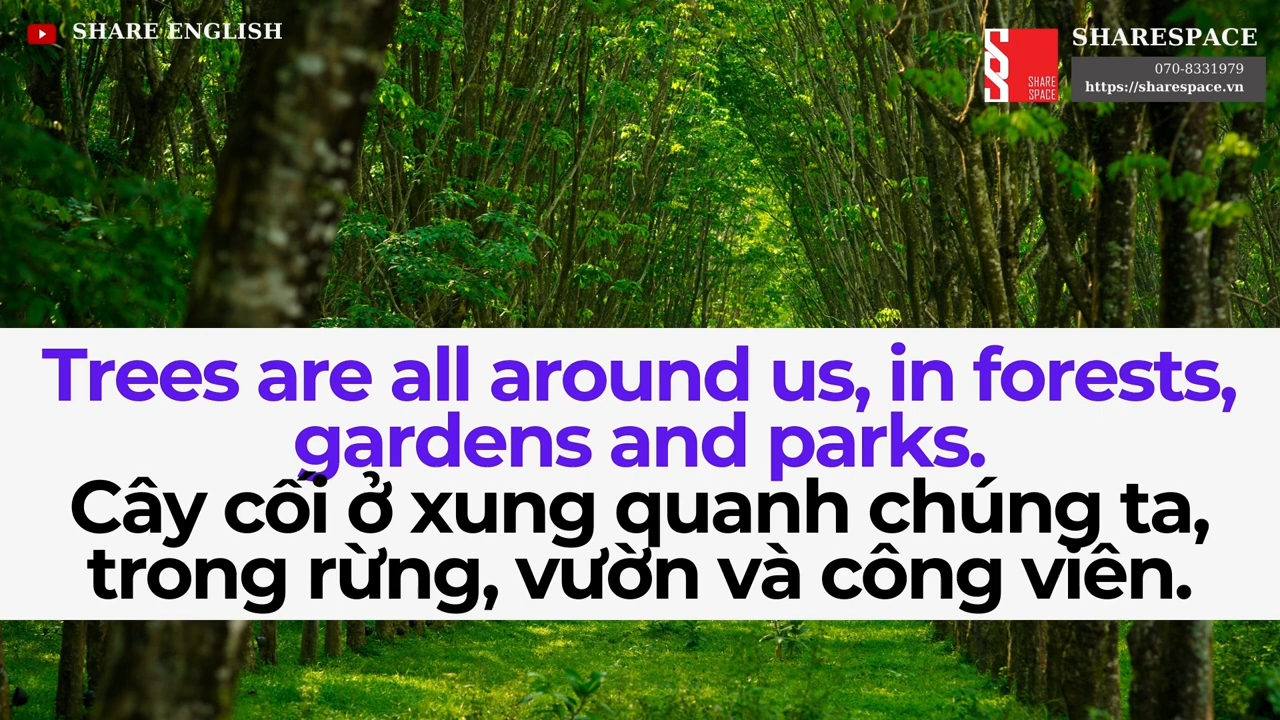 SHARE ENGLISH
SHARE
SPACE
SHARESPACE
070-8331979
https://sharespace.vn
Trees are all around us, in forests,
gardens and parks.
Cây cối ở xung quanh chúng ta,
trong rừng, vườn và công viên.